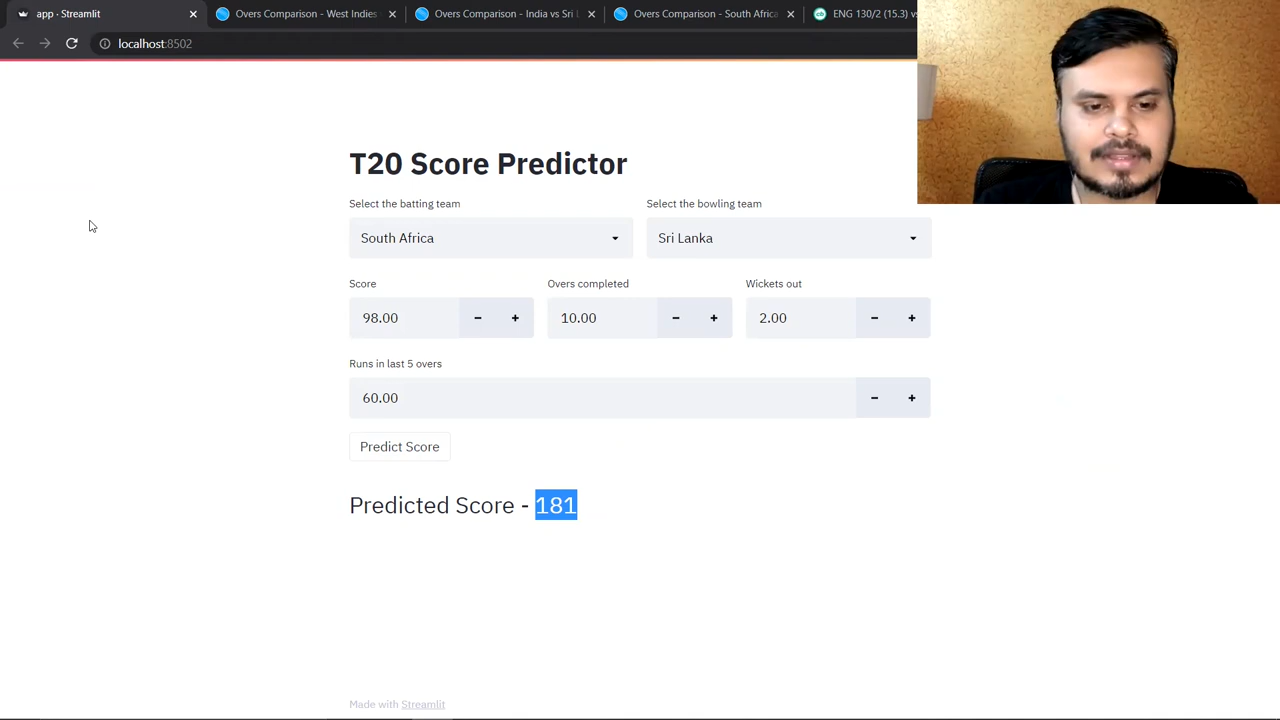 app · Streamlit
Overs Comparison - West Indies
Overs Comparison - India vs Sri L
Overs Comparison - South Africa
ENG 130/2 (15.3) vs
localhost:8502
T20 Score Predictor
Select the batting team
Select the bowling team
South Africa
Sri Lanka
Score
Overs completed
Wickets out
98.00
10.00
2.00
Runs in last 5 overs
60.00
Predict Score
Predicted Score - 181
Made with Streamlit